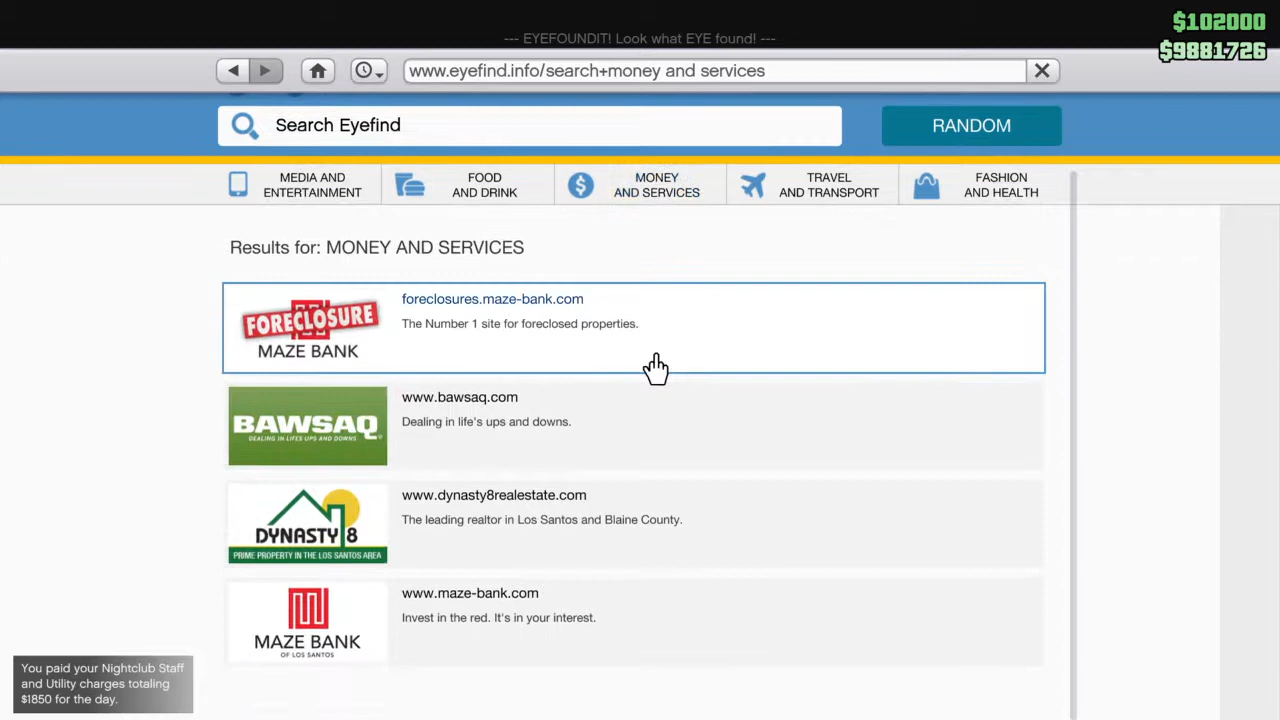 $102000
$9881726
--- EYEFOUNDIT! Look what EYE found! ---
www.eyefind.info/search+money and services
Search Eyefind
RANDOM
MEDIA AND
ENTERTAINMENT
FOOD
AND DRINK
MONEY
AND SERVICES
TRAVEL
AND TRANSPORT
FASHION
AND HEALTH
Results for: MONEY AND SERVICES
FORECLOSURE
MAZE BANK
foreclosures.maze-bank.com
The Number 1 site for foreclosed properties.
BAWSAQ
DEALING IN LIFE'S UPS AND DOWNS
www.bawsaq.com
Dealing in life's ups and downs.
DYNASTY 8
PRIME PROPERTY IN THE LOS SANTOS AREA
www.dynasty8realestate.com
The leading realtor in Los Santos and Blaine County.
MAZE BANK
OF LOS SANTOS
www.maze-bank.com
Invest in the red. It's in your interest.
You paid your Nightclub Staff
and Utility charges totaling
$1850 for the day.